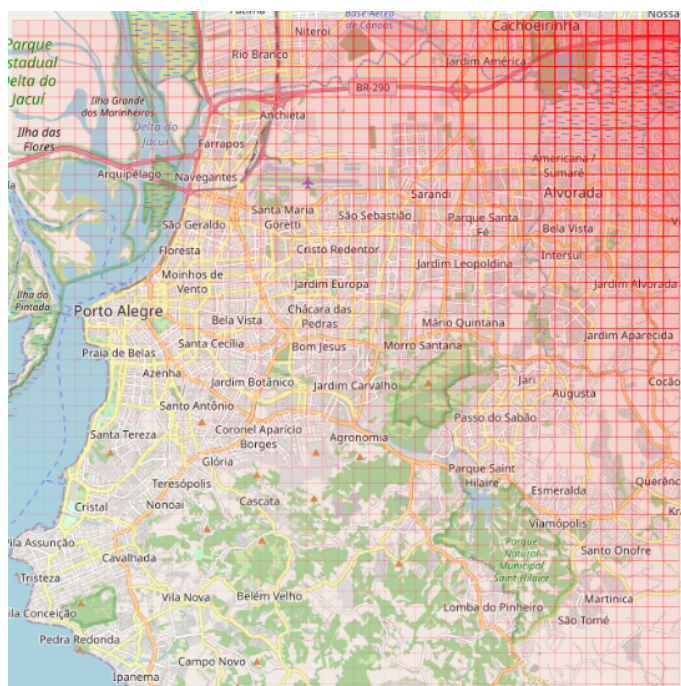 Base Aérea
de Canoas
Nossa
Niteroi
Cachoeirinha
Rio Branco
Jardim América
Parque
Estadual
Delta do
Jacuí
BR-290
Ilha Grande
dos Marinheiros
Anchieta
Delta do
Jacuí
Ilha das
Flores
Farrapos
Americana /
Sumaré
Arquipélago
Navegantes
Sarandi
Alvorada
Santa Maria
Goretti
São Sebastião
Parque Santa
Fé
São Geraldo
Bela Vista
Floresta
Cristo Redentor
Intersul
Jardim Leopoldina
Moinhos de
Vento
Jardim Europa
Jardim Alvorada
Ilha da
Pintada
Porto Alegre
Chácara das
Pedras
Bela Vista
Mário Quintana
Jardim Aparecida
Praia de Belas
Santa Cecília
Bom Jesus
Morro Santana
Azenha
Jardim Botânico
Jardim Carvalho
Jari
Cocão
Augusta
Santo Antônio
Passo do Sabão
Santa Tereza
Coronel Aparício
Borges
Agronomia
Glória
Parque Saint
Hilaire
Teresópolis
Querênc
Esmeralda
Cristal
Nonoai
Cascata
Viamópolis
Vila Assunção
Parque
Natural
Municipal
Saint'Hilaire
Santo Onofre
Cavalhada
Tristeza
Vila Nova
Belém Velho
Martinica
Vila Conceição
Lomba do Pinheiro
São Tomé
Pedra Redonda
Campo Novo
Ipanema